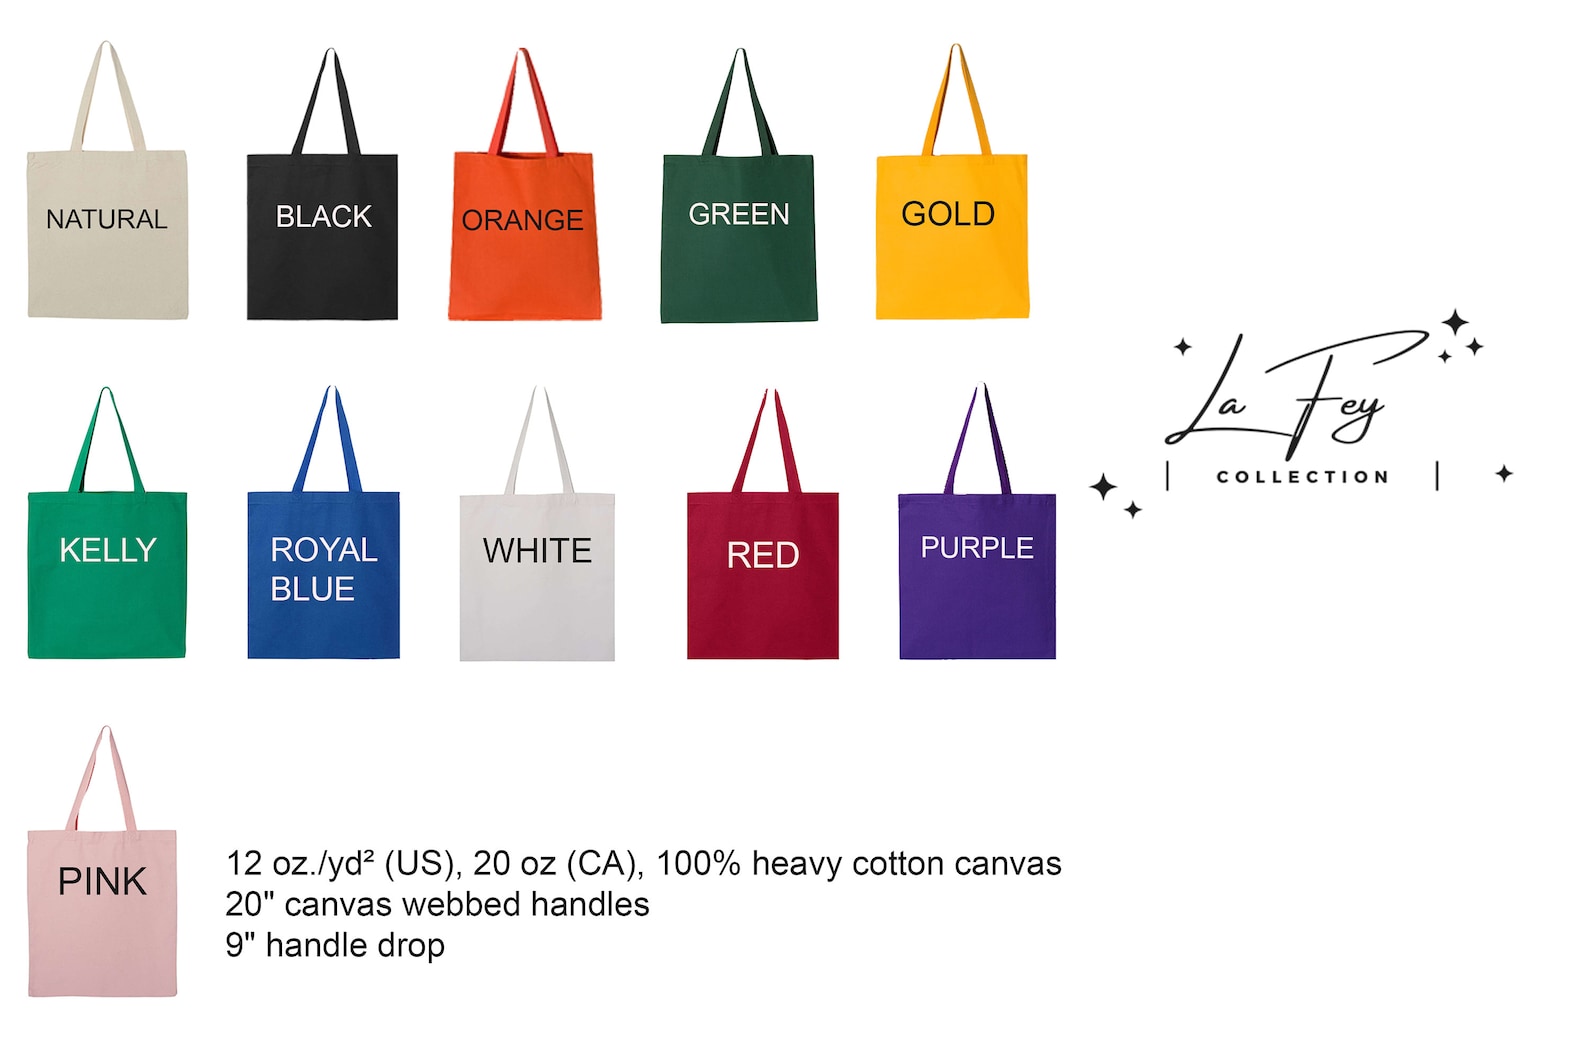 NATURAL
BLACK
ORANGE
GREEN
GOLD
KELLY
ROYAL
BLUE
WHITE
RED
PURPLE
La Fey
COLLECTION
PINK
12 oz./yd² (US), 20 oz (CA), 100% heavy cotton canvas
20" canvas webbed handles
9" handle drop